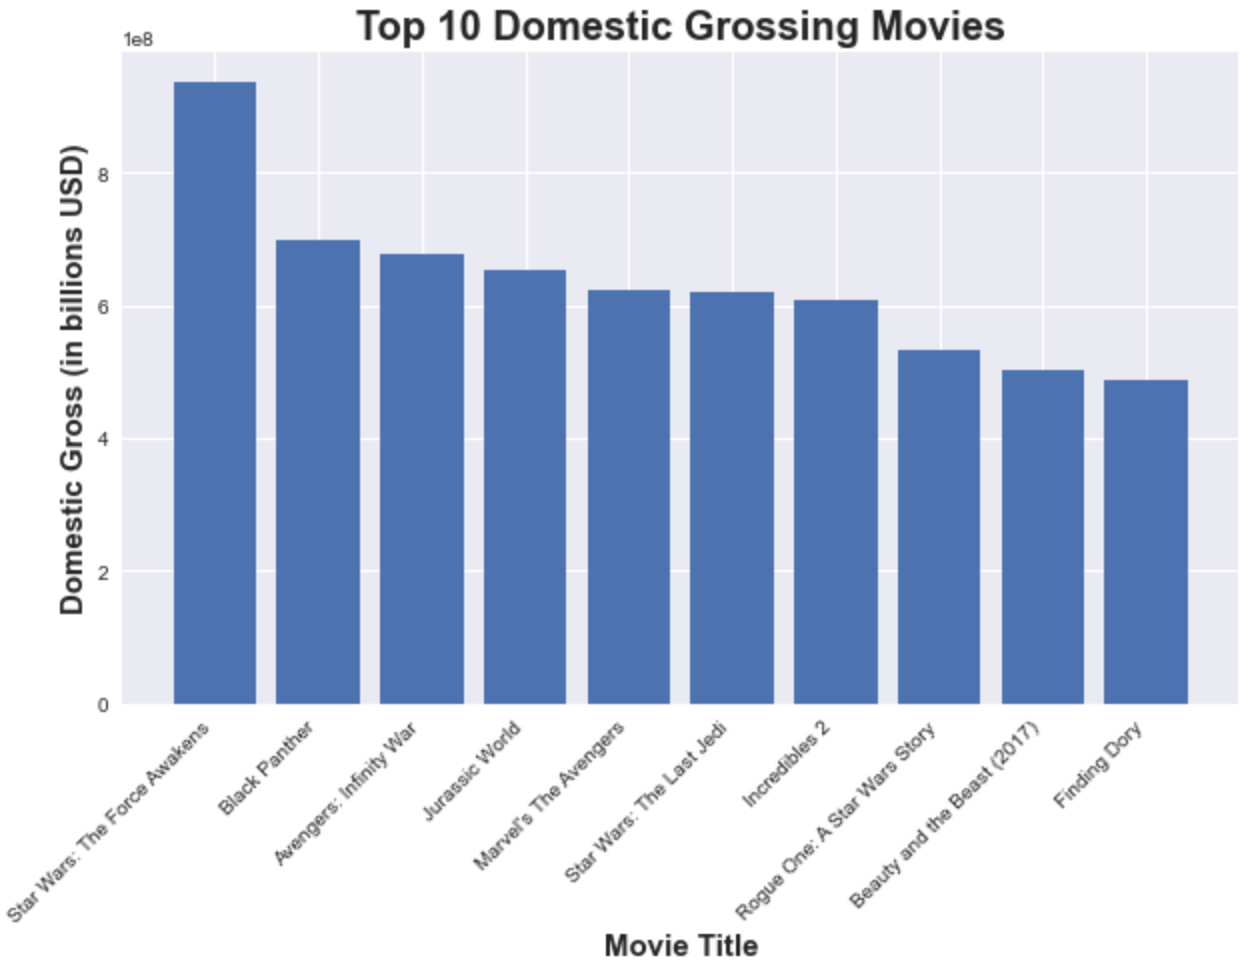 Top 10 Domestic Grossing Movies
1e8
Domestic Gross (in billions USD)
8
6
4
2
0
Star Wars: The Force Awakens
Black Panther
Avengers: Infinity War
Jurassic World
Marvel's The Avengers
Star Wars: The Last Jedi
Incredibles 2
Rogue One: A Star Wars Story
Beauty and the Beast (2017)
Finding Dory
Movie Title